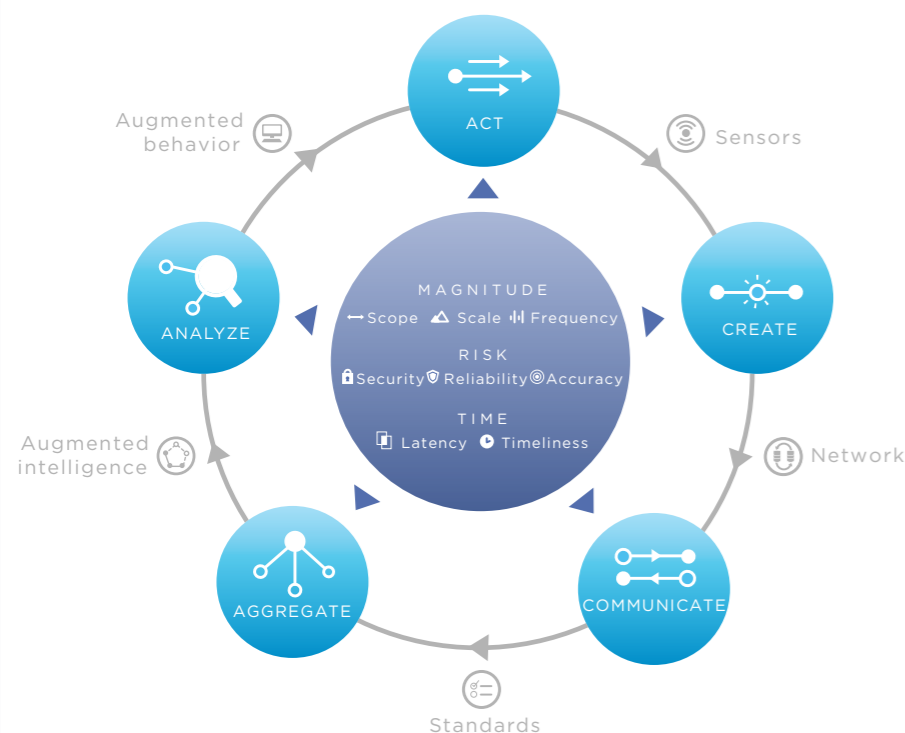 ACT
Augmented
behavior
Sensors
ANALYZE
CREATE
MAGNITUDE
Scope Scale Frequency
RISK
Security Reliability Accuracy
TIME
Latency Timeliness
Augmented
intelligence
Network
AGGREGATE
COMMUNICATE
Standards